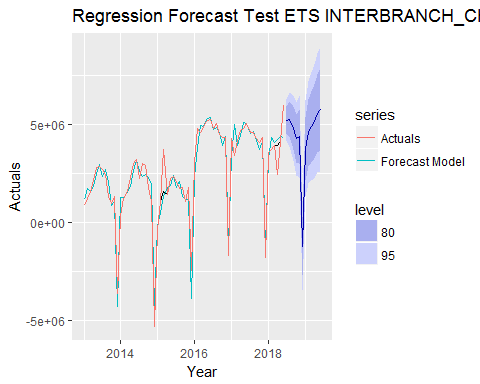 Regression Forecast Test ETS INTERBRANCH_
Actuals
5e+06
0e+00
-5e+06
2014
2016
2018
Year
series
Actuals
Forecast Model
level
80
95